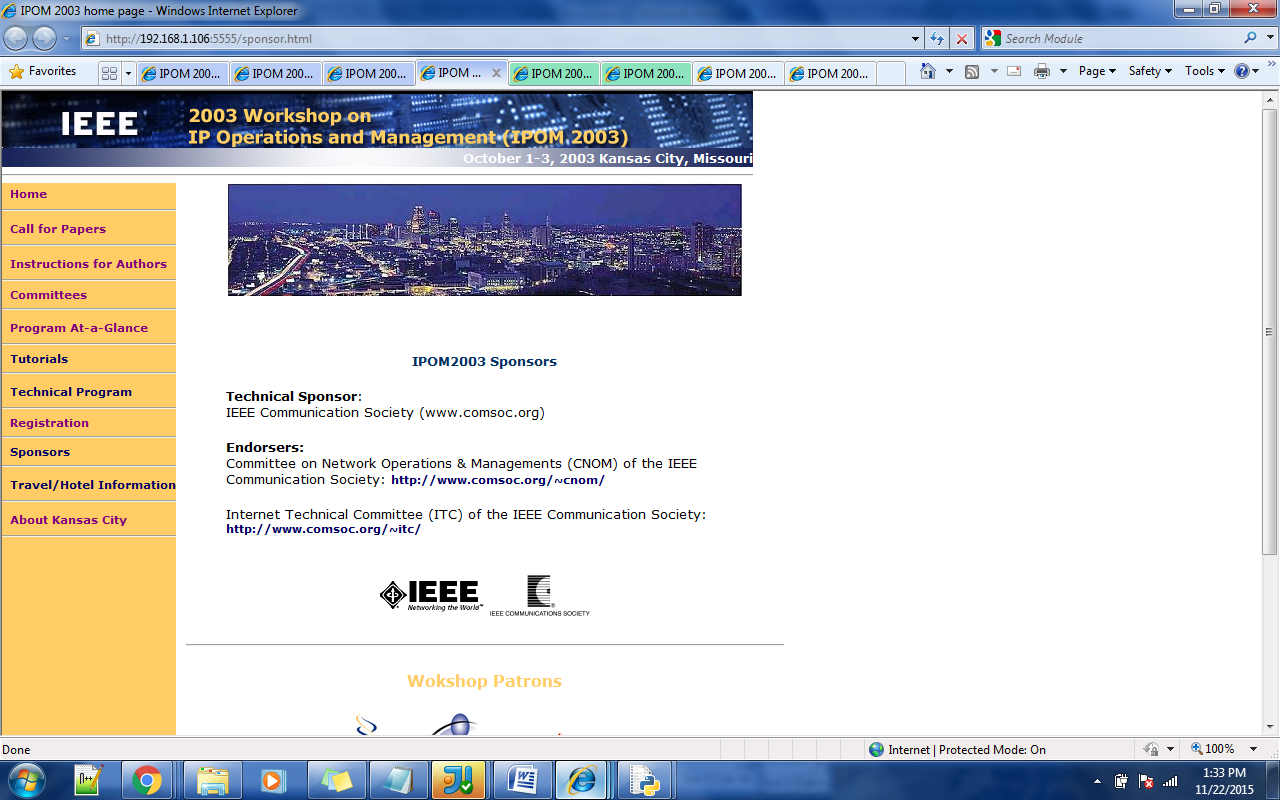 IPOM 2003 home page - Windows Internet Explorer
http://192.168.1.106:5555/sponsor.html
Search Module
Favorites
IPOM 200... IPOM 200... IPOM 200... IPOM ... IPOM 200... IPOM 200... IPOM 200... IPOM 200...
Page Safety Tools
IEEE
2003 Workshop on
IP Operations and Management (IPOM 2003)
October 1-3, 2003 Kansas City, Missouri
Home
Call for Papers
Instructions for Authors
Committees
Program At-a-Glance
Tutorials
Technical Program
Registration
Sponsors
Travel/Hotel Information
About Kansas City
IPOM2003 Sponsors
Technical Sponsor:
IEEE Communication Society (www.comsoc.org)
Endorsers:
Committee on Network Operations & Managements (CNOM) of the IEEE
Communication Society: http://www.comsoc.org/~cnom/
Internet Technical Committee (ITC) of the IEEE Communication Society:
http://www.comsoc.org/~itc/
IEEE
Networking the World™
IEEE COMMUNICATIONS SOCIETY
Wokshop Patrons
Done
Internet | Protected Mode: On
100%
1:33 PM
11/22/2015